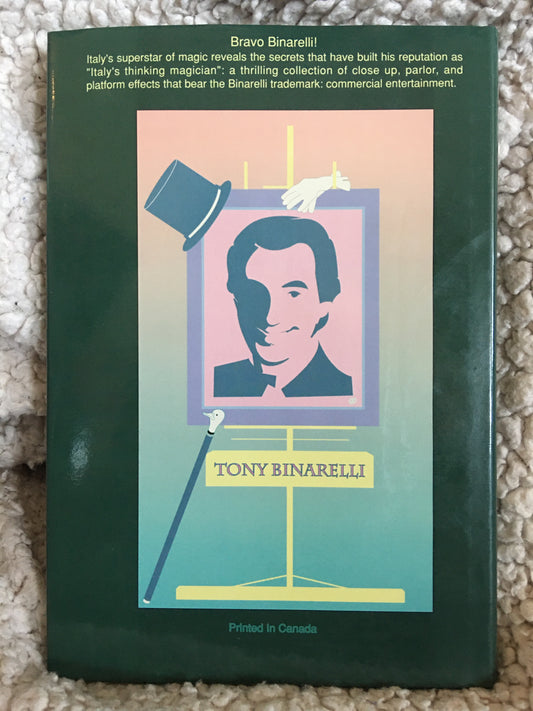 Bravo Binarelli!
Italy's superstar of magic reveals the secrets that have built his reputation as
"Italy's thinking magician": a thrilling collection of close up, parlor, and
platform effects that bear the Binarelli trademark: commercial entertainment.
TONY BINARELLI
Printed in Canada